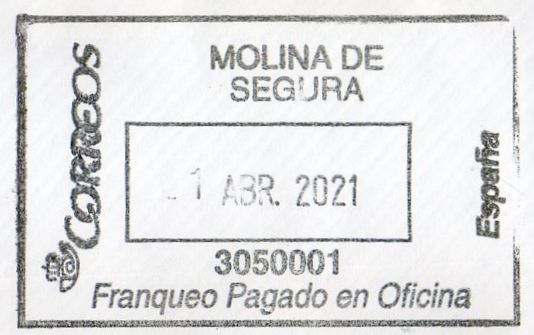 MOLINA DE
SEGURA
CORREOS
1 ABR. 2021
España
3050001
Franqueo Pagado en Oficina